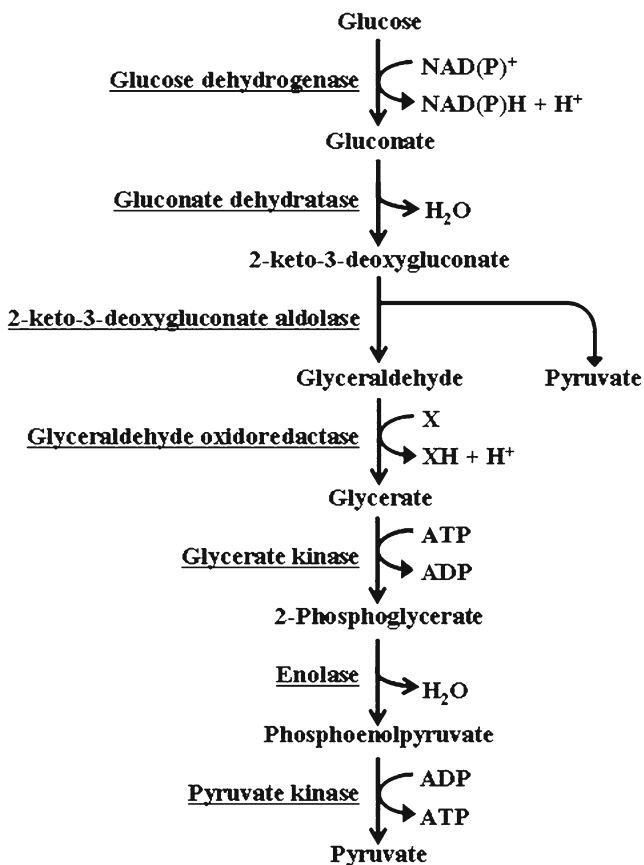 Glucose
NAD(P)⁺
Glucose dehydrogenase
NAD(P)H + H⁺
Gluconate
Gluconate dehydratase
H₂O
2-keto-3-deoxygluconate
2-keto-3-deoxygluconate aldolase
Glyceraldehyde
Pyruvate
X
Glyceraldehyde oxidoredactase
XH + H⁺
Glycerate
ATP
Glycerate kinase
ADP
2-Phosphoglycerate
Enolase
H₂O
Phosphoenolpyruvate
ADP
Pyruvate kinase
ATP
Pyruvate